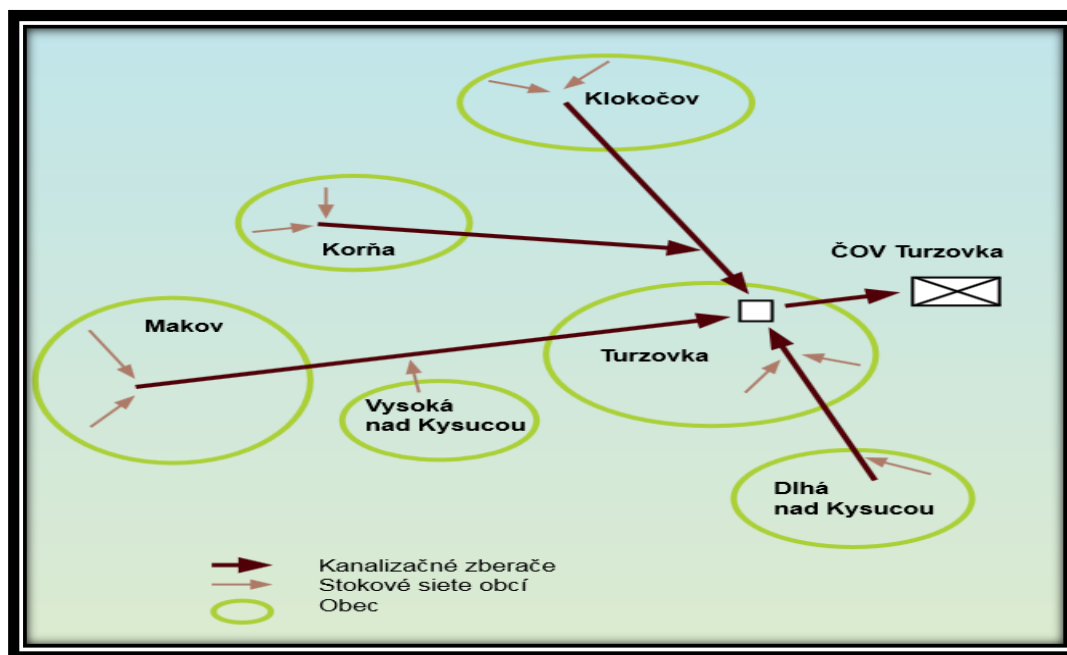 Klokočov
Korňa
ČOV Turzovka
Makov
Turzovka
Vysoká
nad Kysucou
Dlhá
nad Kysucou
Kanalizačné zberače
Stokové siete obcí
Obec